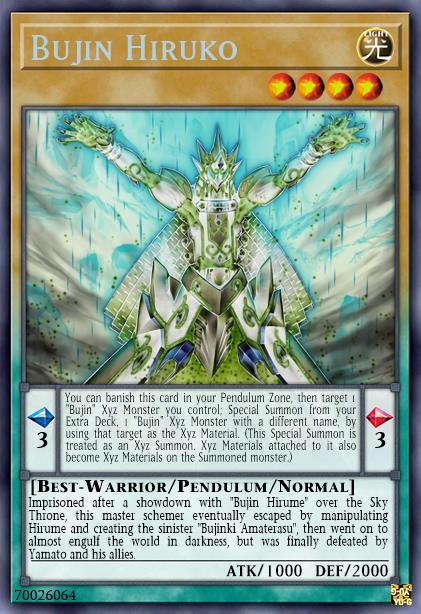 Bujin Hiruko
LIGHT
光
You can banish this card in your Pendulum Zone, then target 1
"Bujin" Xyz Monster you control; Special Summon from your
Extra Deck, 1 "Bujin" Xyz Monster with a different name, by
using that target as the Xyz Material. (This Special Summon is
treated as an Xyz Summon. Xyz Materials attached to it also
become Xyz Materials on the Summoned monster.)
3
3
[Best-Warrior/Pendulum/Normal]
Imprisoned after a showdown with "Bujin Hirume" over the Sky
Throne, this master schemer eventually escaped by manipulating
Hirume and creating the sinister "Bujinki Amaterasu", then went on to
almost engulf the world in darkness, but was finally defeated by
Yamato and his allies.
ATK/1000 DEF/2000
70026064